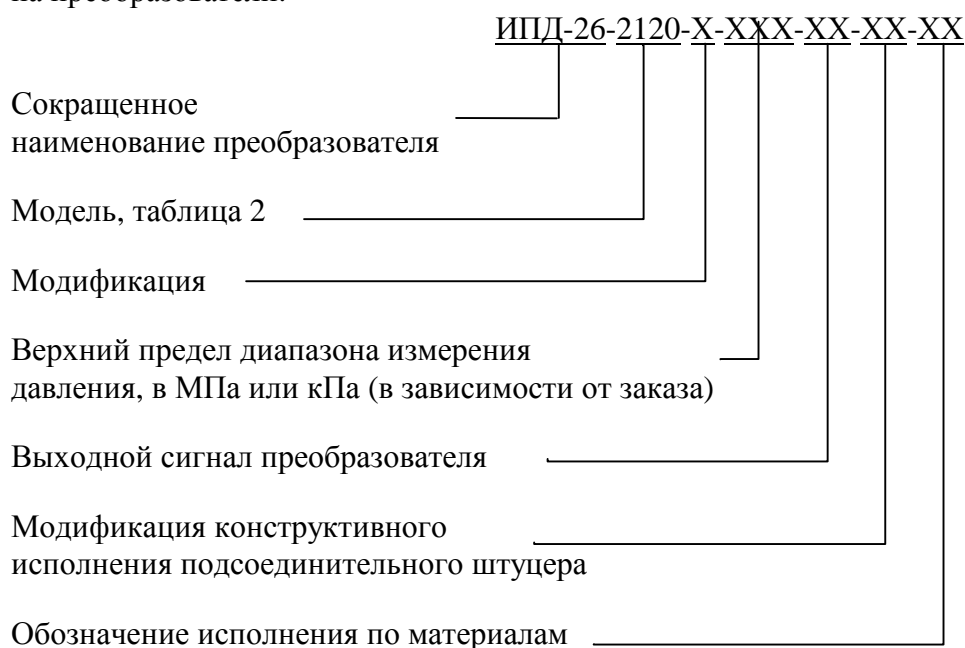 на преобразователи:
ИПД-26-2120-Х-ХХХ-ХХ-ХХ-ХХ
Сокращенное
наименование преобразователя
Модель, таблица 2
Модификация
Верхний предел диапазона измерения
давления, в МПа или кПа (в зависимости от заказа)
Выходной сигнал преобразователя
Модификация конструктивного
исполнения подсоединительного штуцера
Обозначение исполнения по материалам